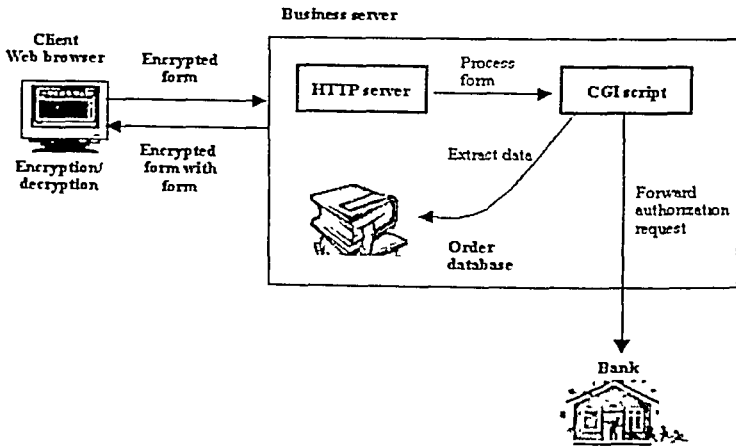 Business server
Client
Web browser
Encrypted
form
HTTP server
Process
form
CGI script
Encrypted
form with
form
Encryption/
decryption
Extract data
Forward
authorization
request
Order
database
Bank